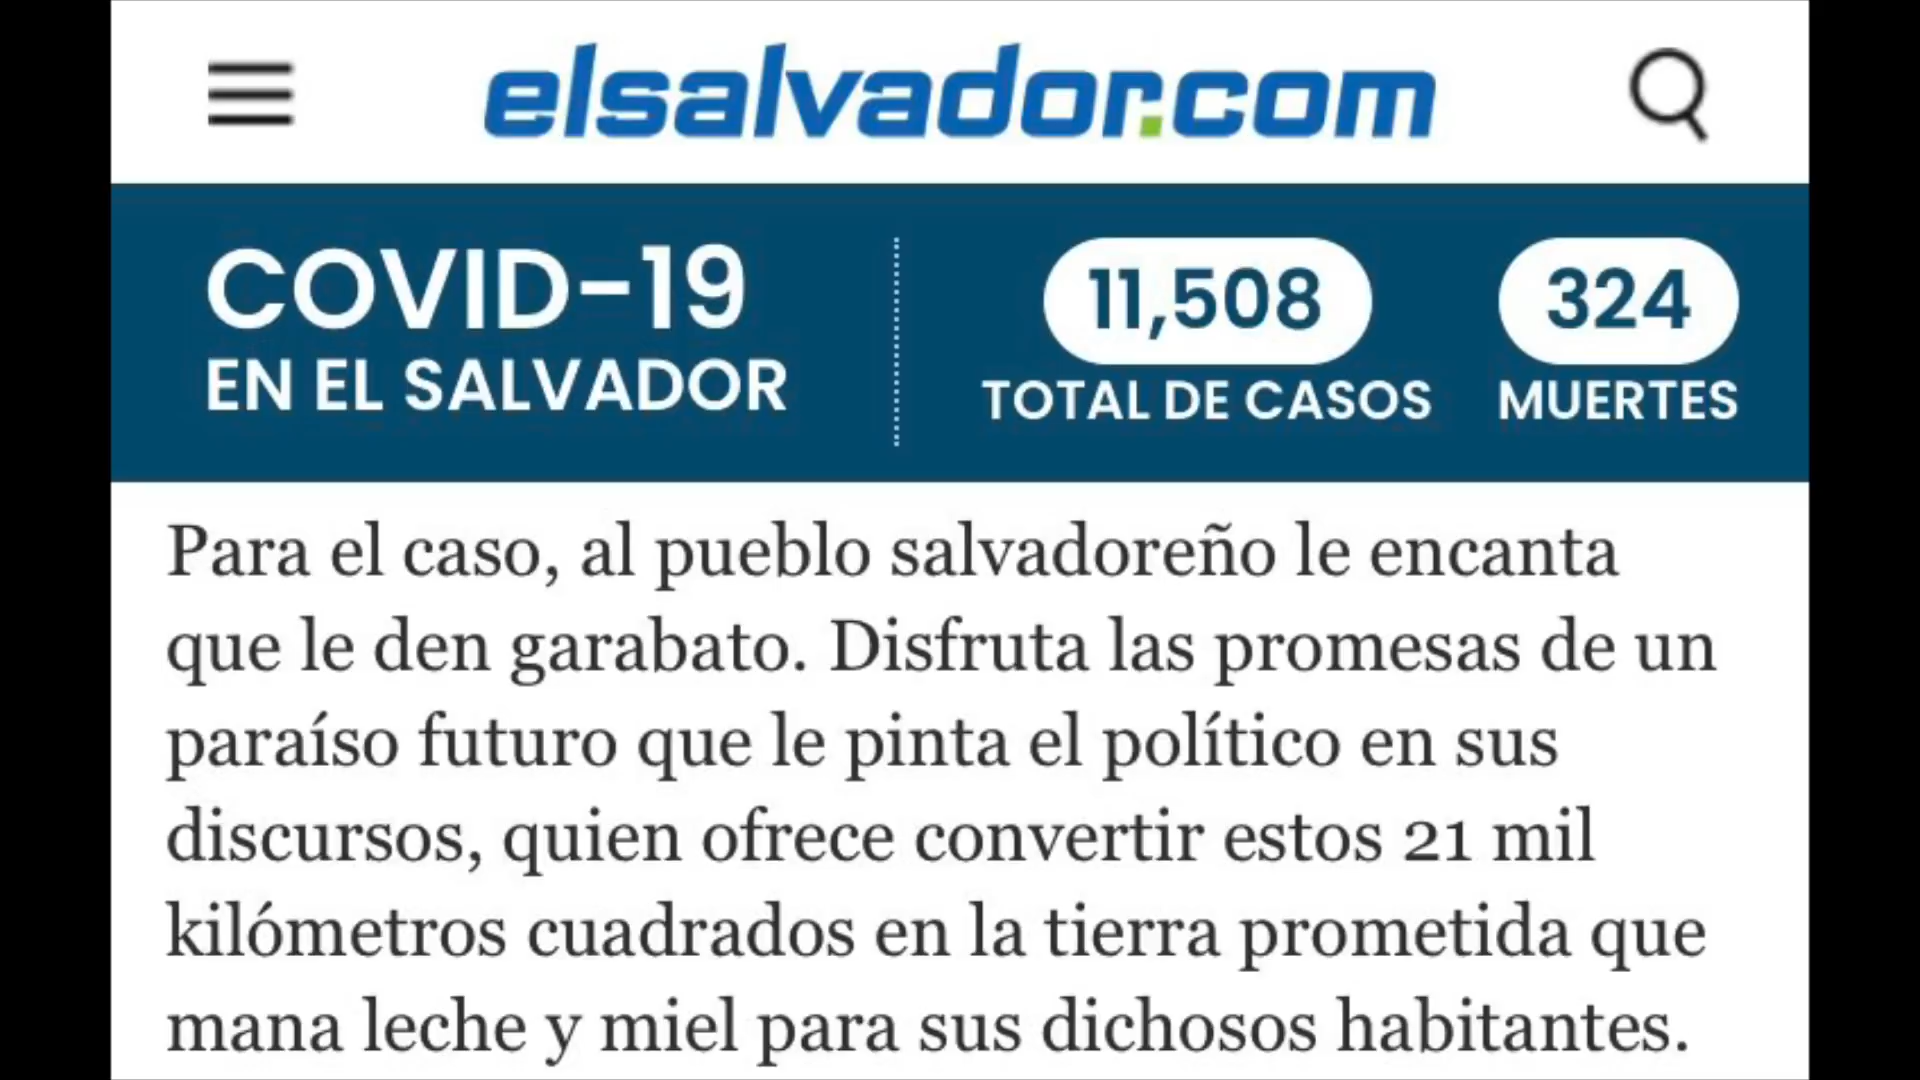 elsalvador.com
COVID-19
EN EL SALVADOR
11,508
TOTAL DE CASOS
324
MUERTES
Para el caso, al pueblo salvadoreño le encanta
que le den garabato. Disfruta las promesas de un
paraíso futuro que le pinta el político en sus
discursos, quien ofrece convertir estos 21 mil
kilómetros cuadrados en la tierra prometida que
mana leche y miel para sus dichosos habitantes.